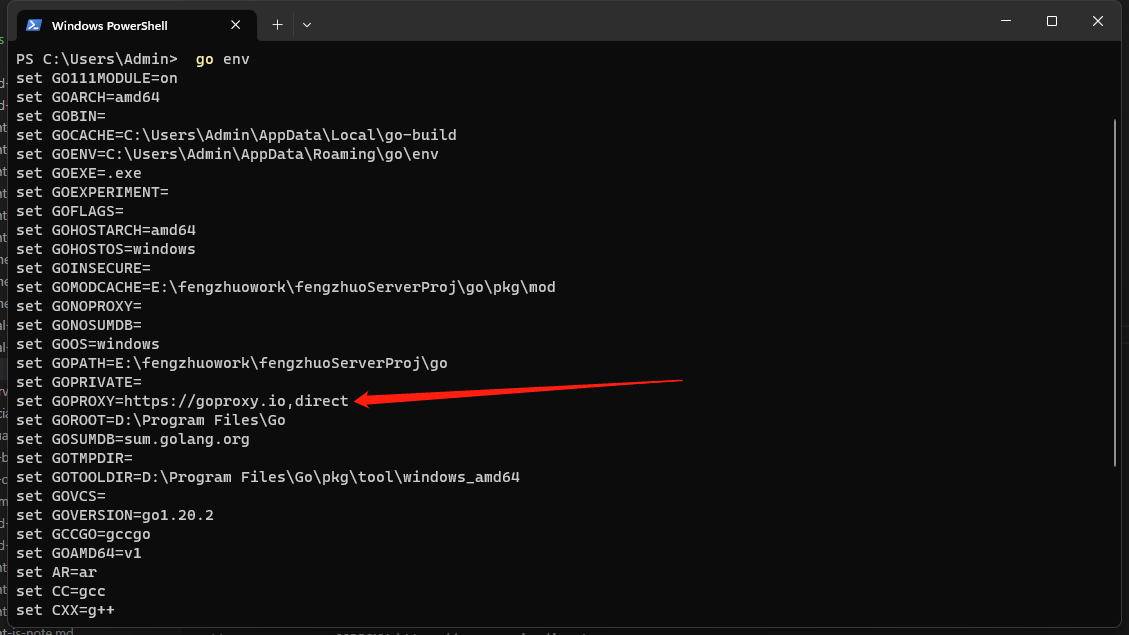 Windows PowerShell
PS C:\Users\Admin>  go env
set GO111MODULE=on
set GOARCH=amd64
set GOBIN=
set GOCACHE=C:\Users\Admin\AppData\Local\go-build
set GOENV=C:\Users\Admin\AppData\Roaming\go\env
set GOEXE=.exe
set GOEXPERIMENT=
set GOFLAGS=
set GOHOSTARCH=amd64
set GOHOSTOS=windows
set GOINSECURE=
set GOMODCACHE=E:\fengzhuowork\fengzhuoServerProj\go\pkg\mod
set GONOPROXY=
set GONOSUMDB=
set GOOS=windows
set GOPATH=E:\fengzhuowork\fengzhuoServerProj\go
set GOPRIVATE=
set GOPROXY=https://goproxy.io,direct
set GOROOT=D:\Program Files\Go
set GOSUMDB=sum.golang.org
set GOTMPDIR=
set GOTOOLDIR=D:\Program Files\Go\pkg\tool\windows_amd64
set GOVCS=
set GOVERSION=go1.20.2
set GCCGO=gccgo
set GOAMD64=v1
set AR=ar
set CC=gcc
set CXX=g++